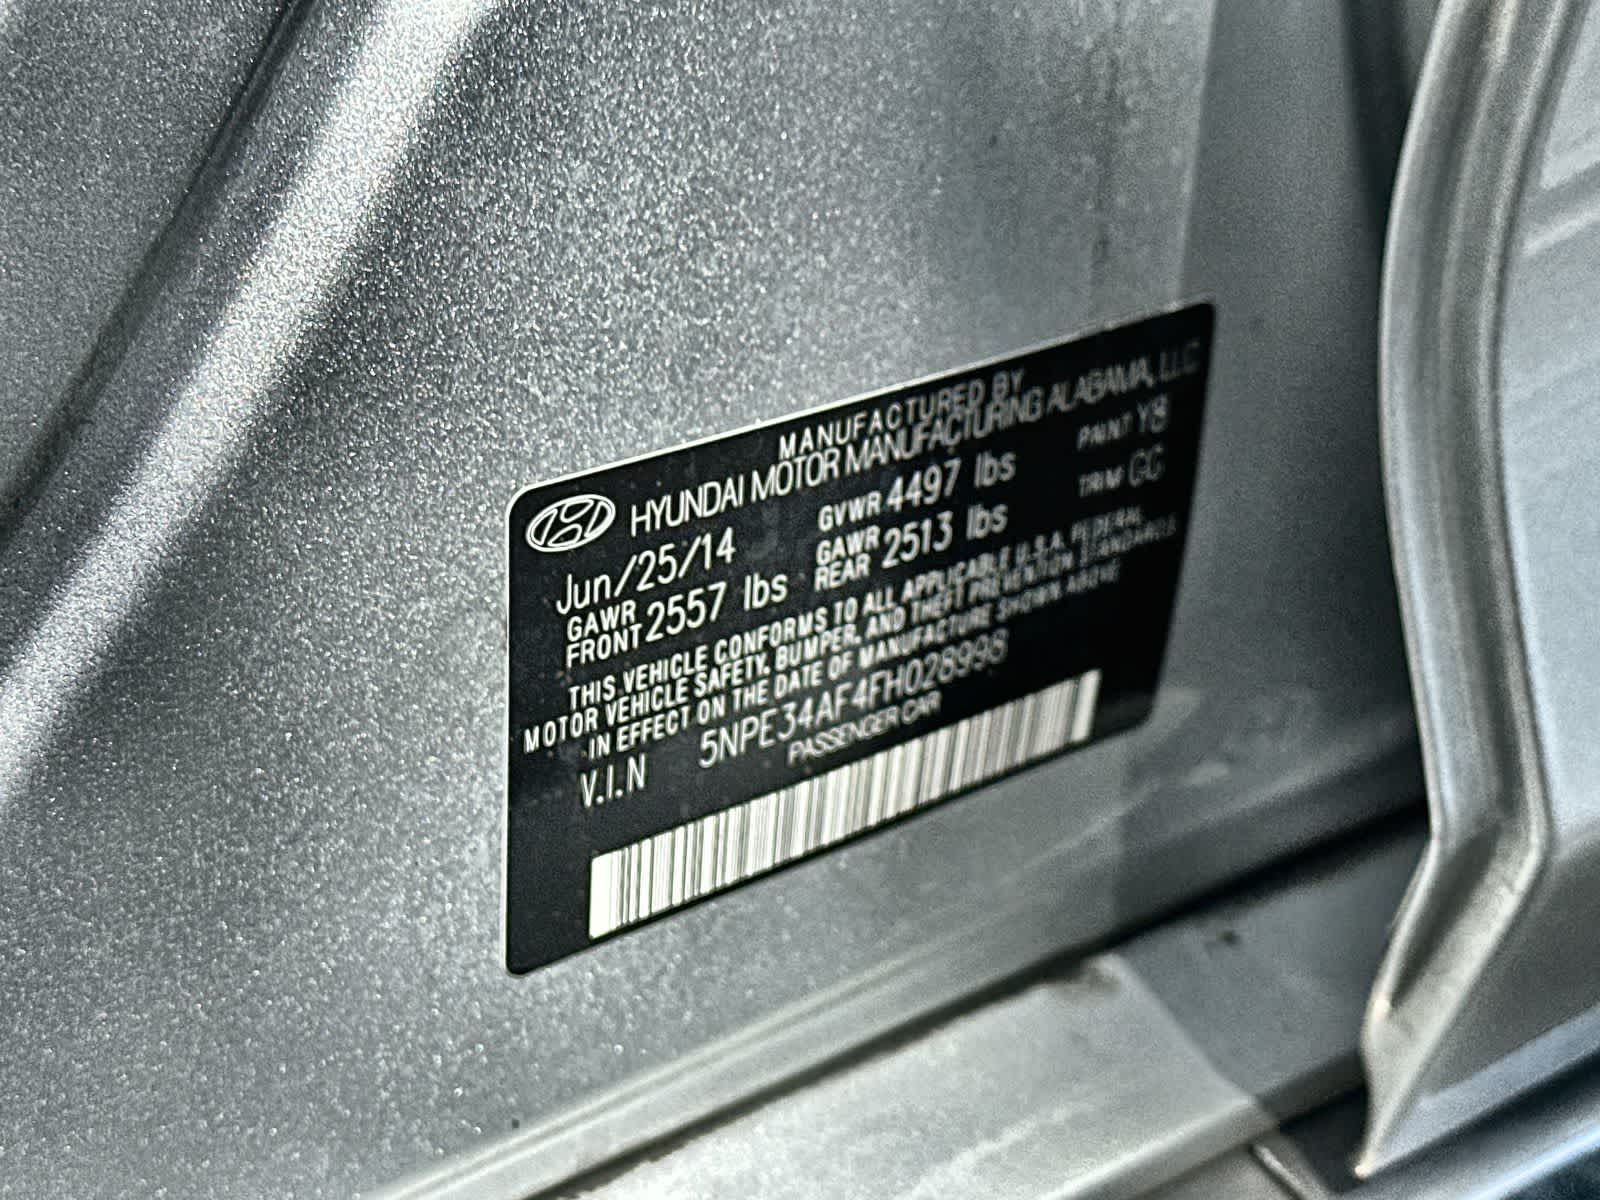 MANUFACTURED BY
HYUNDAI MOTOR MANUFACTURING ALABAMA, LLC
Jun/25/14 GVWR 4497 lbs PAINT Y8
GAWR FRONT 2557 lbs GAWR REAR 2513 lbs TRIM GC
THIS VEHICLE CONFORMS TO ALL APPLICABLE U.S.A. FEDERAL
MOTOR VEHICLE SAFETY, BUMPER, AND THEFT PREVENTION STANDARDS
IN EFFECT ON THE DATE OF MANUFACTURE SHOWN ABOVE
V.I.N 5NPE34AF4FH028998
PASSENGER CAR